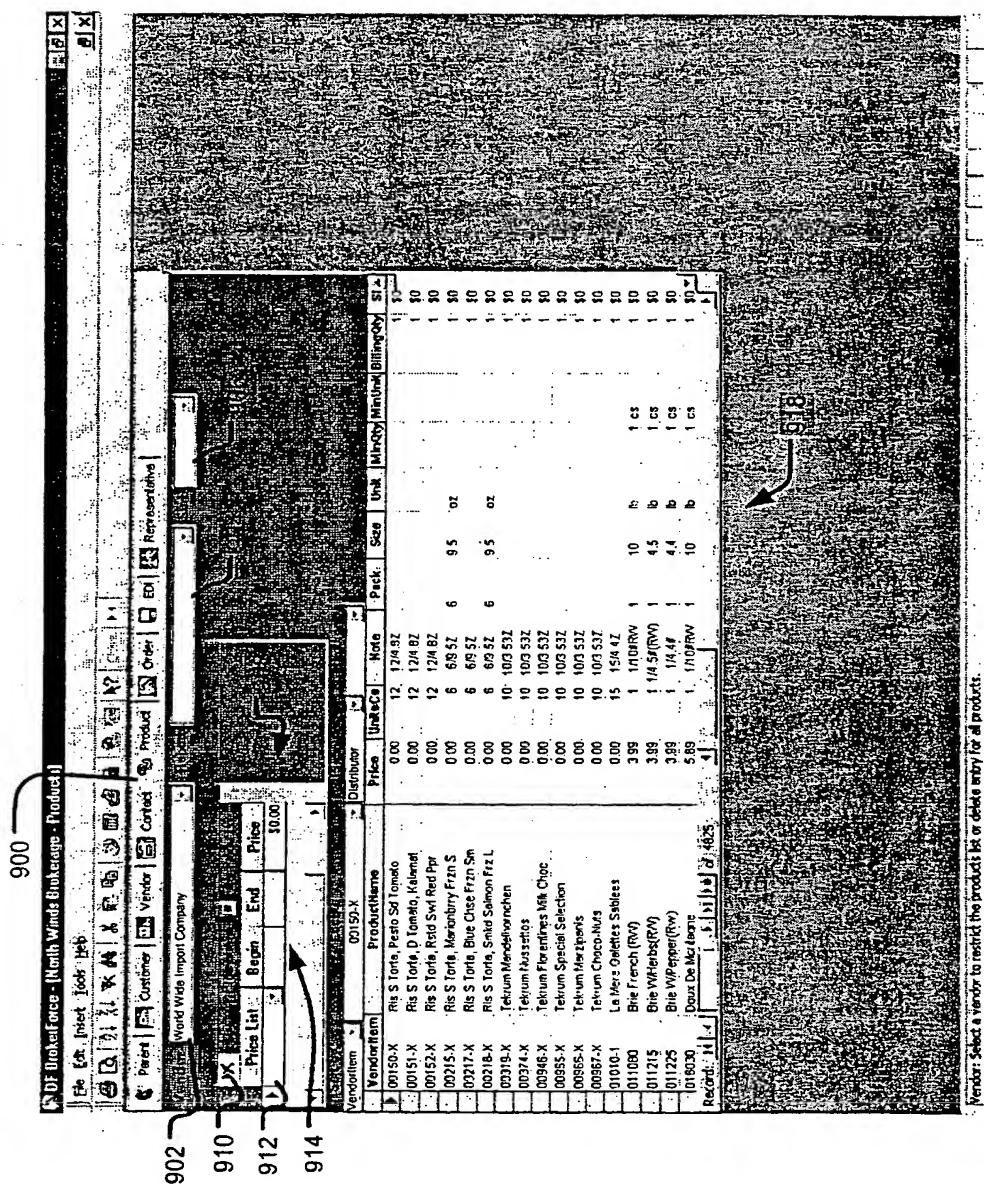 900
DF BrokerForce - [North Winds Brokerage - Products]
File Edit Insert Tools Help
Parent Customer Vendor Contact Product Order EDI Representative
902
World Wide Import Company
910
912
914
Price List Begin End Price
$0.00
VendorItem 00150-X Distributor
VendorItem ProductName Price UnitsCs Note Pack Size Unit MinQty MinUnit BillingQty
00150-X Ris S Torta, Pesto Sd Tomato 0.00 12 12/4.8Z 1 $0
00151-X Ris S Torta, D Tomato, Kalamat 0.00 12 12/4 8Z 1 $0
00152-X Ris S Torta, Rstd Swt Red Ppr 0.00 12 12/4 8Z 1 $0
00215-X Ris S Torta, Marionbrry Frzn S 0.00 6 6/9 5Z 6 9.5 oz 1 $0
00217-X Ris S Torta, Blue Chse Frzn Sm 0.00 6 6/9 5Z 1 $0
00218-X Ris S Torta, Smkd Salmon Frz L 0.00 6 6/9 5Z 6 9.5 oz 1 $0
00319-X Tekrum Mandelhornchen 0.00 10 10/3 53Z 1 $0
00374-X Tekrum Nussetos 0.00 10 10/3 53Z 1 $0
00946-X Tekrum Florentines Milk Choc 0.00 10 10/3 53Z 1 $0
00955-X Tekrum Special Selection 0.00 10 10/3 53Z 1 $0
00965-X Tekrum Marzipanis 0.00 10 10/3 53Z 1 $0
00967-X Tekrum Choco-Nuts 0.00 10 10/3 53Z 1 $0
01010-1 La Mere Galettes Sablees 0.00 15 15/4 4Z 1 $0
011080 Brie French (RW) 3.99 1 1/10#RW 1 10 lb 1 cs 1 $0
011215 Brie W/Herbs(RW) 3.99 1 1/4.5#(RW) 1 4.5 lb 1 cs 1 $0
011225 Brie W/Pepper(Rw) 3.89 1 1/4.4# 1 4.4 lb 1 cs 1 $0
018030 Doux De Montagne 5.89 1 1/10#RW 1 10 lb 1 cs 1 $0
Record: of 4825
918
Vendor: Select a vendor to restrict the products list or delete entry for all products.